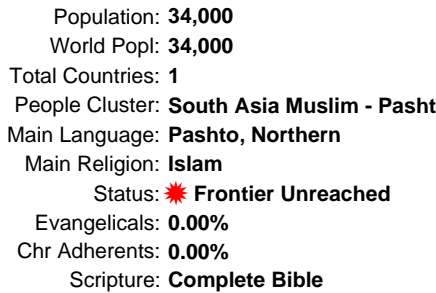 Population: 34,000
World Popl: 34,000
Total Countries: 1
People Cluster: South Asia Muslim - Pasht
Main Language: Pashto, Northern
Main Religion: Islam
Status: Frontier Unreached
Evangelicals: 0.00%
Chr Adherents: 0.00%
Scripture: Complete Bible